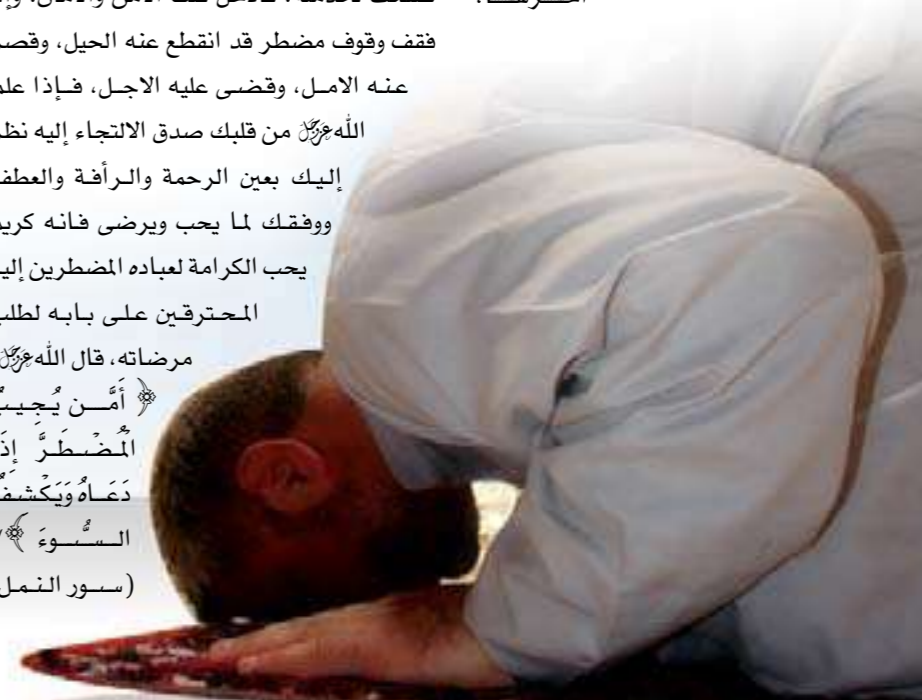 فقف وقوف مضطر قد انقطع عنه الحيل، وقصر
عنه الامل، وقضى عليه الاجل، فإذا علم
الله عز وجل من قلبك صدق الالتجاء إليه نظر
إليك بعين الرحمة والرأفة والعطف
ووفقك لما يحب ويرضى فانه كريم
يحب الكرامة لعباده المضطرين إليه
المحترقين على بابه لطلب
مرضاته، قال الله عز وجل
﴿ أَمَّن يُجِيبُ
الْمُضْطَرَّ إِذَا
دَعَاهُ وَيَكْشِفُ
السُّوءَ ﴾
(سور النمل